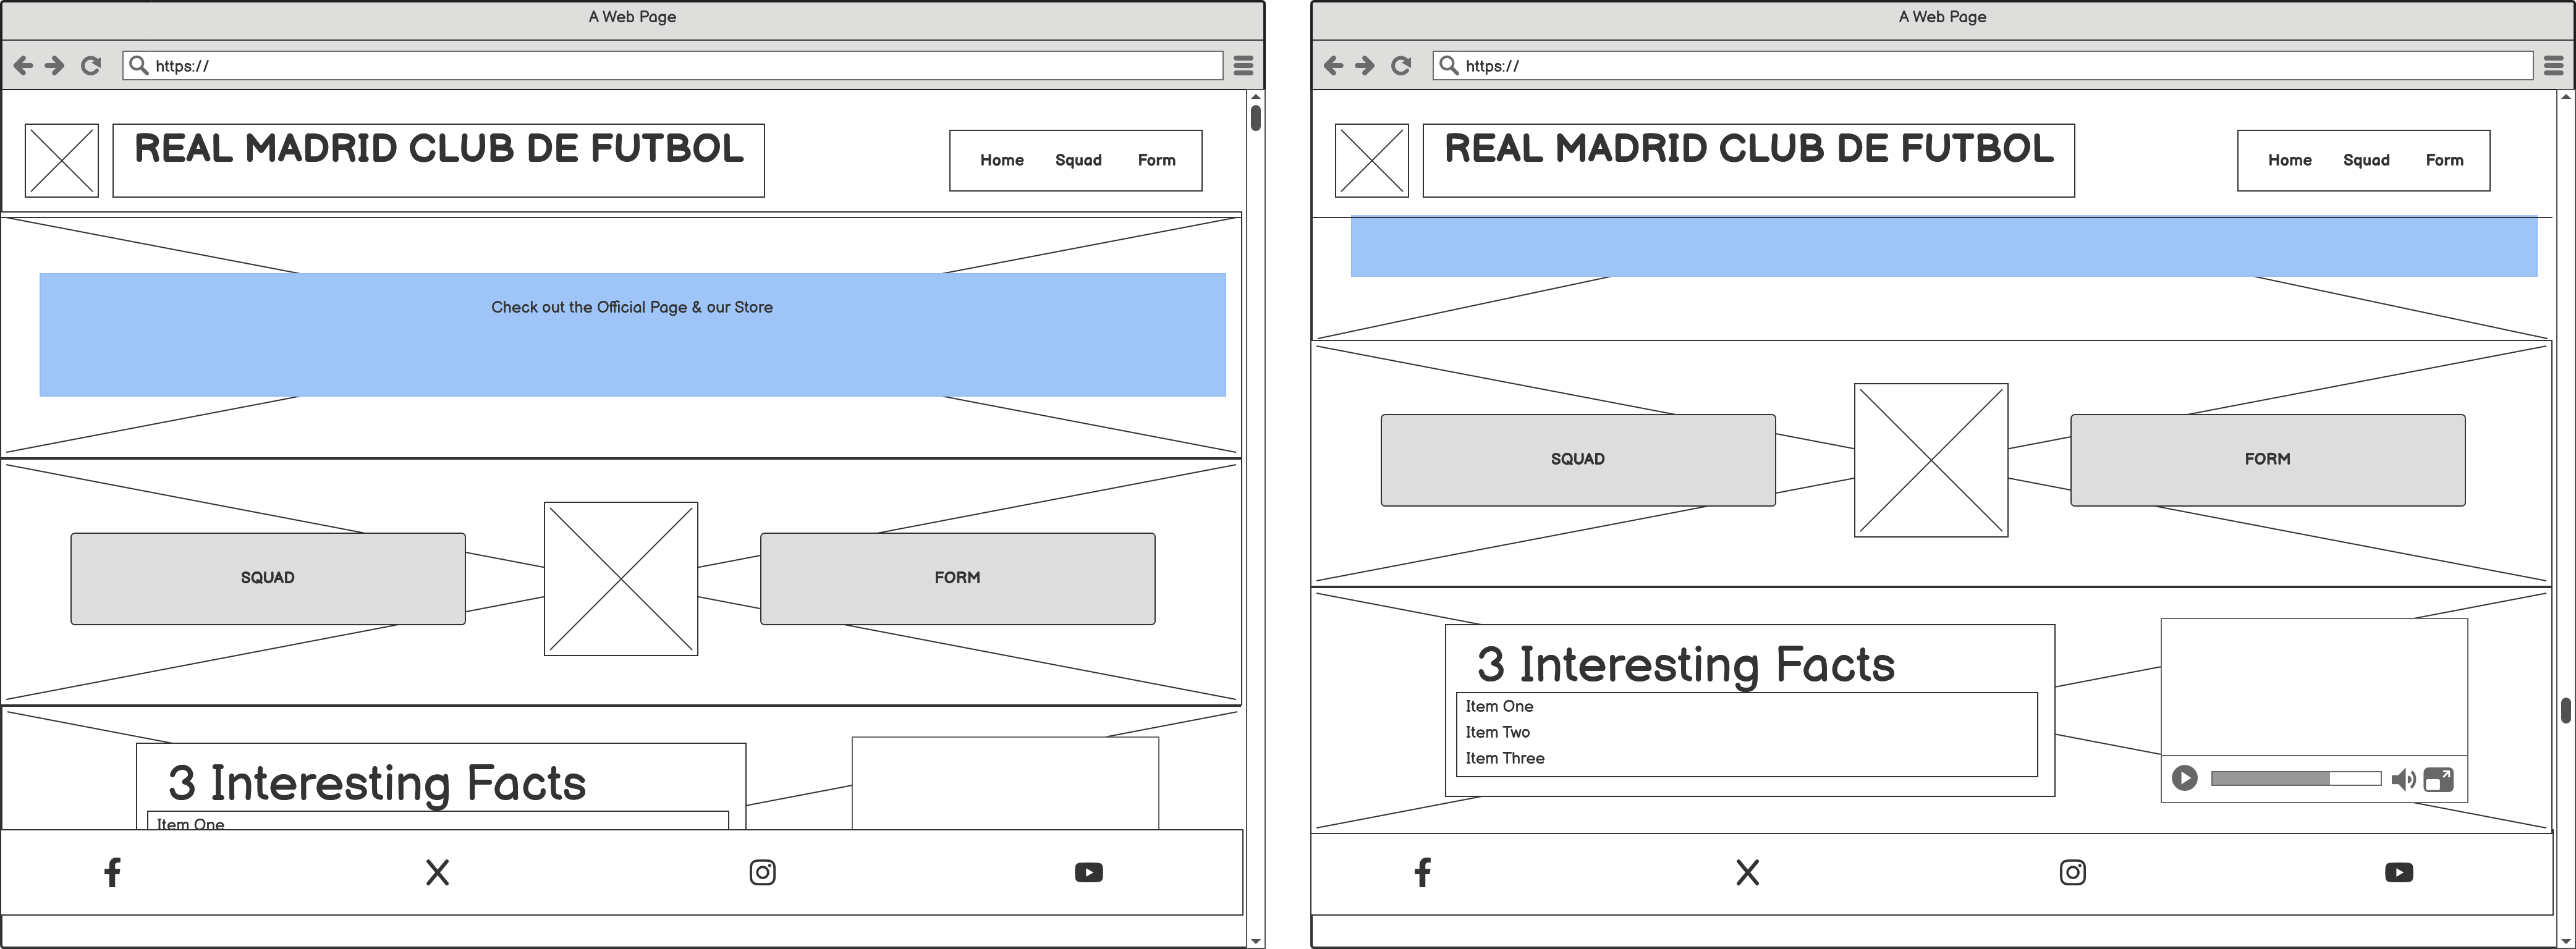 A Web Page
https://
REAL MADRID CLUB DE FUTBOL
Home Squad Form
Check out the Official Page & our Store
SQUAD
FORM
3 Interesting Facts
Item One
A Web Page
https://
REAL MADRID CLUB DE FUTBOL
Home Squad Form
SQUAD
FORM
3 Interesting Facts
Item One
Item Two
Item Three